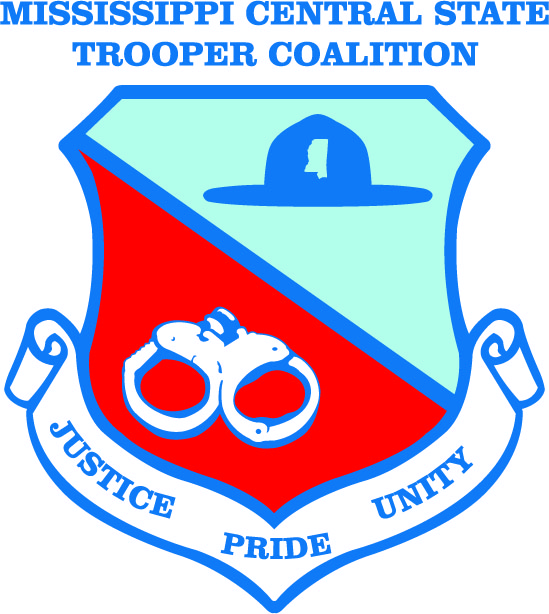 MISSISSIPPI CENTRAL STATE
TROOPER COALITION
JUSTICE
PRIDE
UNITY